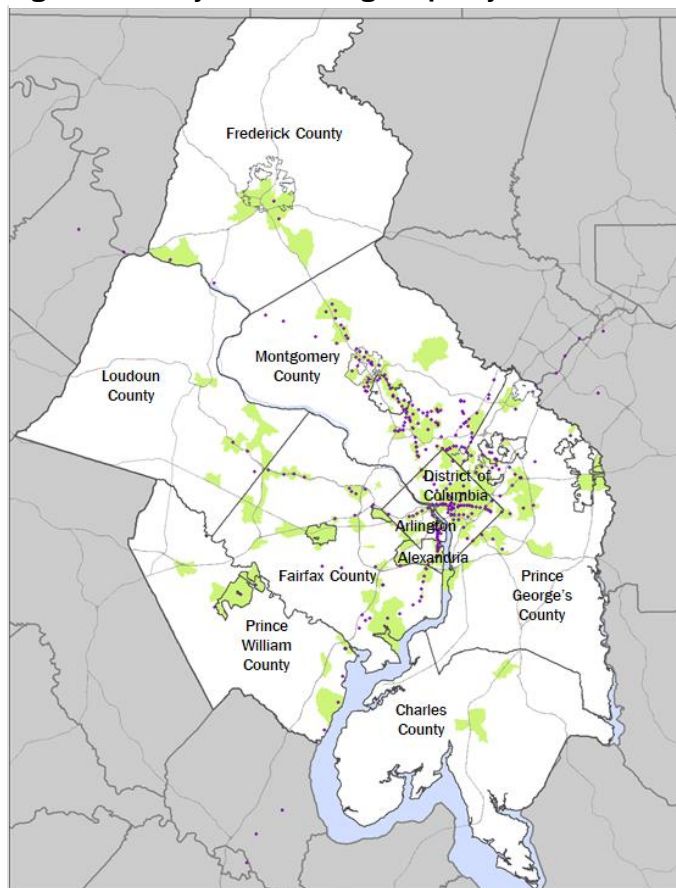 Frederick County
Montgomery
County
Loudoun
County
District of
Columbia
Arlington
Alexandria
Fairfax County
Prince
George's
County
Prince
William
County
Charles
County